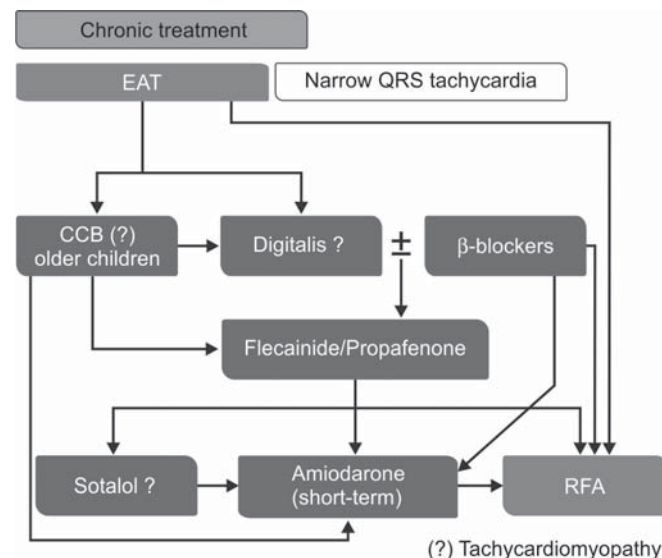 Chronic treatment
EAT
Narrow QRS tachycardia
CCB (?)
older children
Digitalis ?
±
β-blockers
Flecainide/Propafenone
Sotalol ?
Amiodarone
(short-term)
RFA
(?) Tachycardiomyopathy